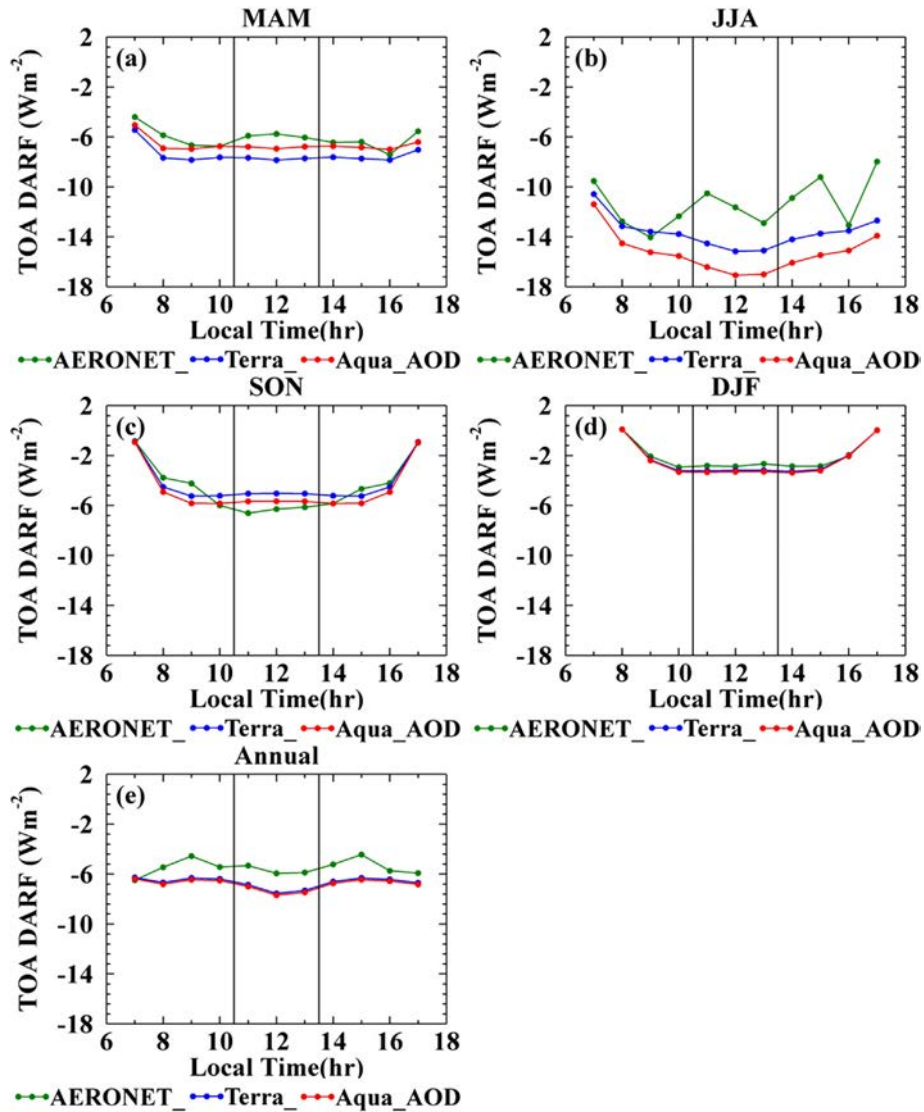 MAM
JJA
(a)
(b)
TOA DARF (Wm-2)
2
-2
-6
-10
-14
-18
6 8 10 12 14 16 18
Local Time(hr)
TOA DARF (Wm-2)
2
-2
-6
-10
-14
-18
6 8 10 12 14 16 18
Local Time(hr)
AERONET_ Terra_ Aqua_AOD
AERONET_ Terra_ Aqua_AOD
SON
DJF
(c)
(d)
TOA DARF (Wm-2)
2
-2
-6
-10
-14
-18
6 8 10 12 14 16 18
Local Time(hr)
TOA DARF (Wm-2)
2
-2
-6
-10
-14
-18
6 8 10 12 14 16 18
Local Time(hr)
AERONET_ Terra_ Aqua_AOD
AERONET_ Terra_ Aqua_AOD
Annual
(e)
TOA DARF (Wm-2)
2
-2
-6
-10
-14
-18
6 8 10 12 14 16 18
Local Time(hr)
AERONET_ Terra_ Aqua_AOD